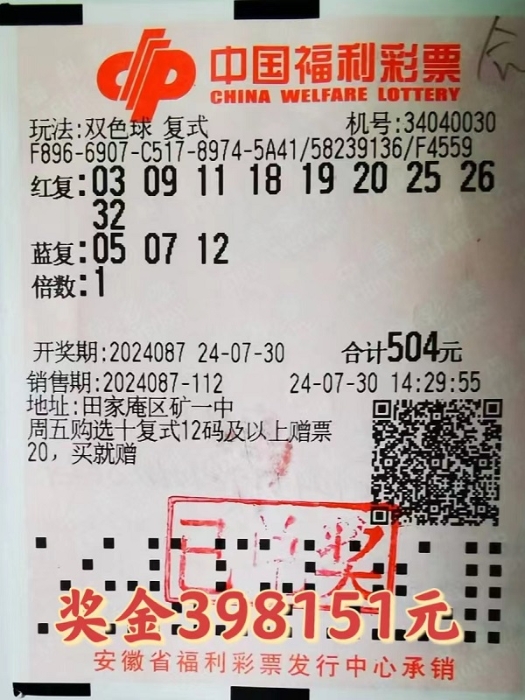 中国福利彩票
CHINA WELFARE LOTTERY
玩法:双色球 复式 机号:34040030
F896-6907-C517-8974-5A41/58239136/F4559
红复:03 09 11 18 19 20 25 26
32
蓝复:05 07 12
倍数:1
开奖期:2024087 24-07-30 合计504元
销售期:2024087-112 24-07-30 14:29:55
地址:田家庵区矿一中
周五购选十复式12码及以上赠票
20，买就赠
奖金398151元
安徽省福利彩票发行中心承销